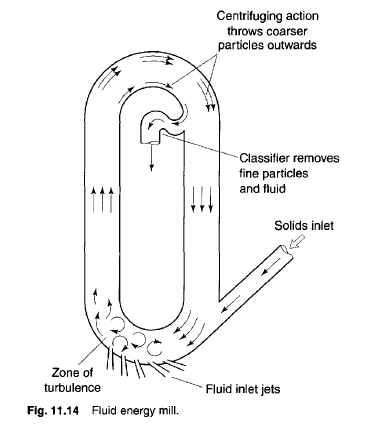 Centrifuging action
throws coarser
particles outwards
Classifier removes
fine particles
and fluid
Solids inlet
Zone of
turbulence
Fluid inlet jets
Fig. 11.14 Fluid energy mill.